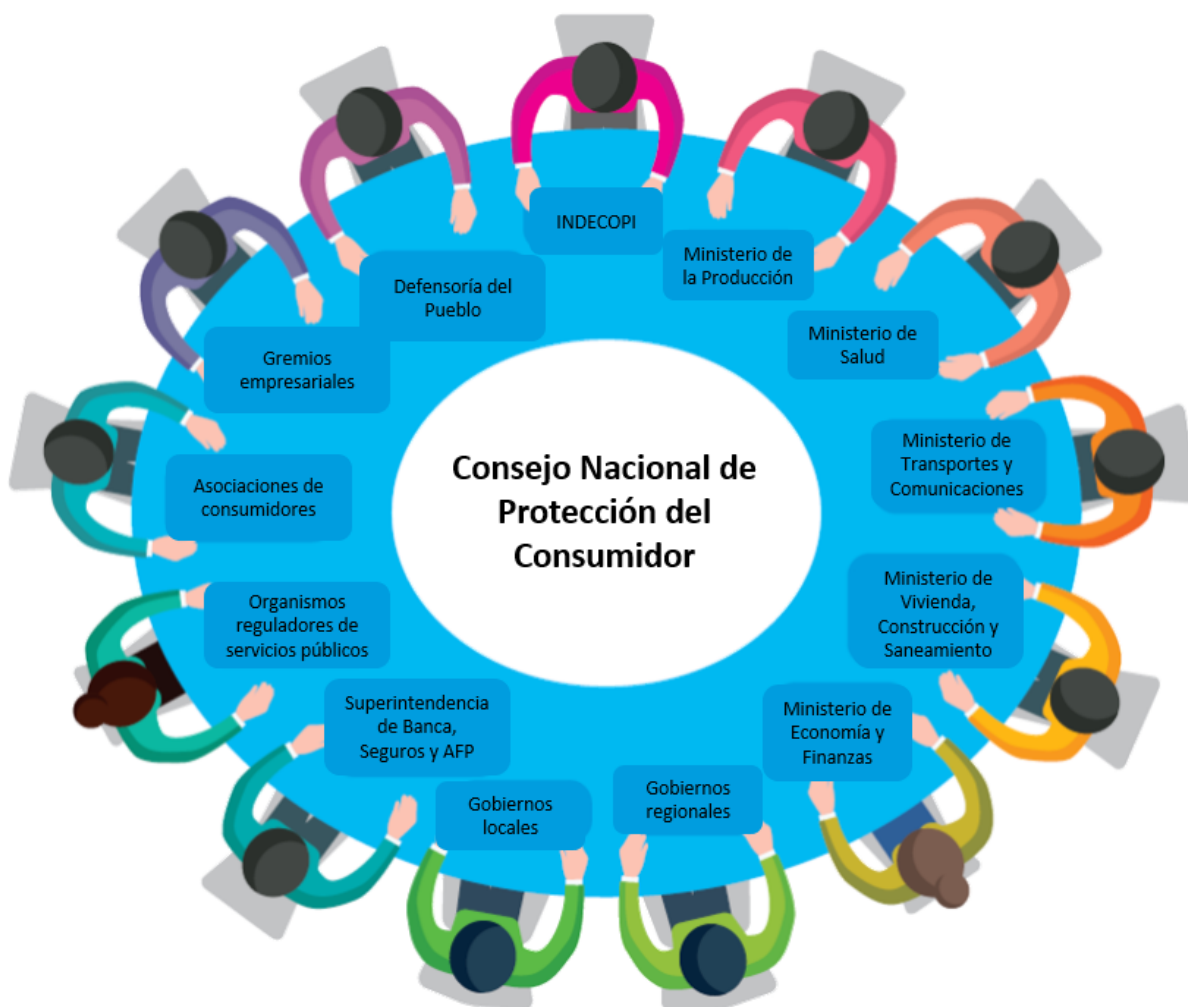 INDECOPI
Ministerio de
la Producción
Ministerio de
Salud
Ministerio de
Transportes y
Comunicaciones
Ministerio de
Vivienda,
Construcción y
Saneamiento
Ministerio de
Economía y
Finanzas
Gobiernos
regionales
Gobiernos
locales
Superintendencia
de Banca,
Seguros y AFP
Organismos
reguladores de
servicios públicos
Asociaciones de
consumidores
Gremios
empresariales
Defensoría del
Pueblo
Consejo Nacional de
Protección del
Consumidor